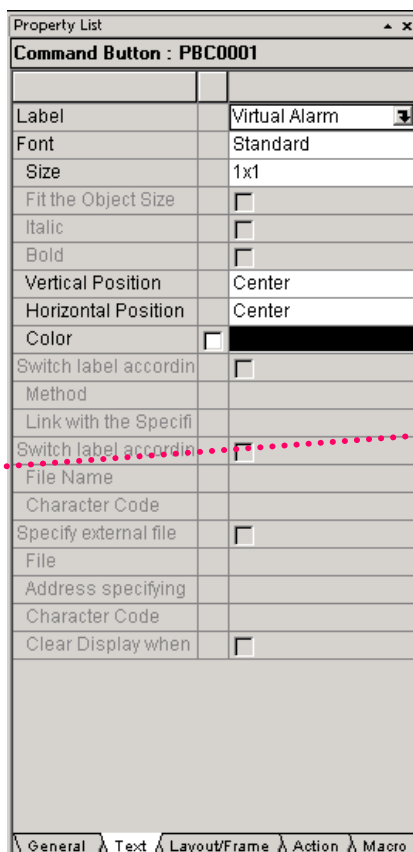 Property List
Command Button : PBC0001
Label Virtual Alarm
Font Standard
Size 1x1
Fit the Object Size
Italic
Bold
Vertical Position Center
Horizontal Position Center
Color
Switch label accordin
Method
Link with the Specifi
Switch label accordin
File Name
Character Code
Specify external file
File
Address specifying
Character Code
Clear Display when
General Text Layout/Frame Action Macro